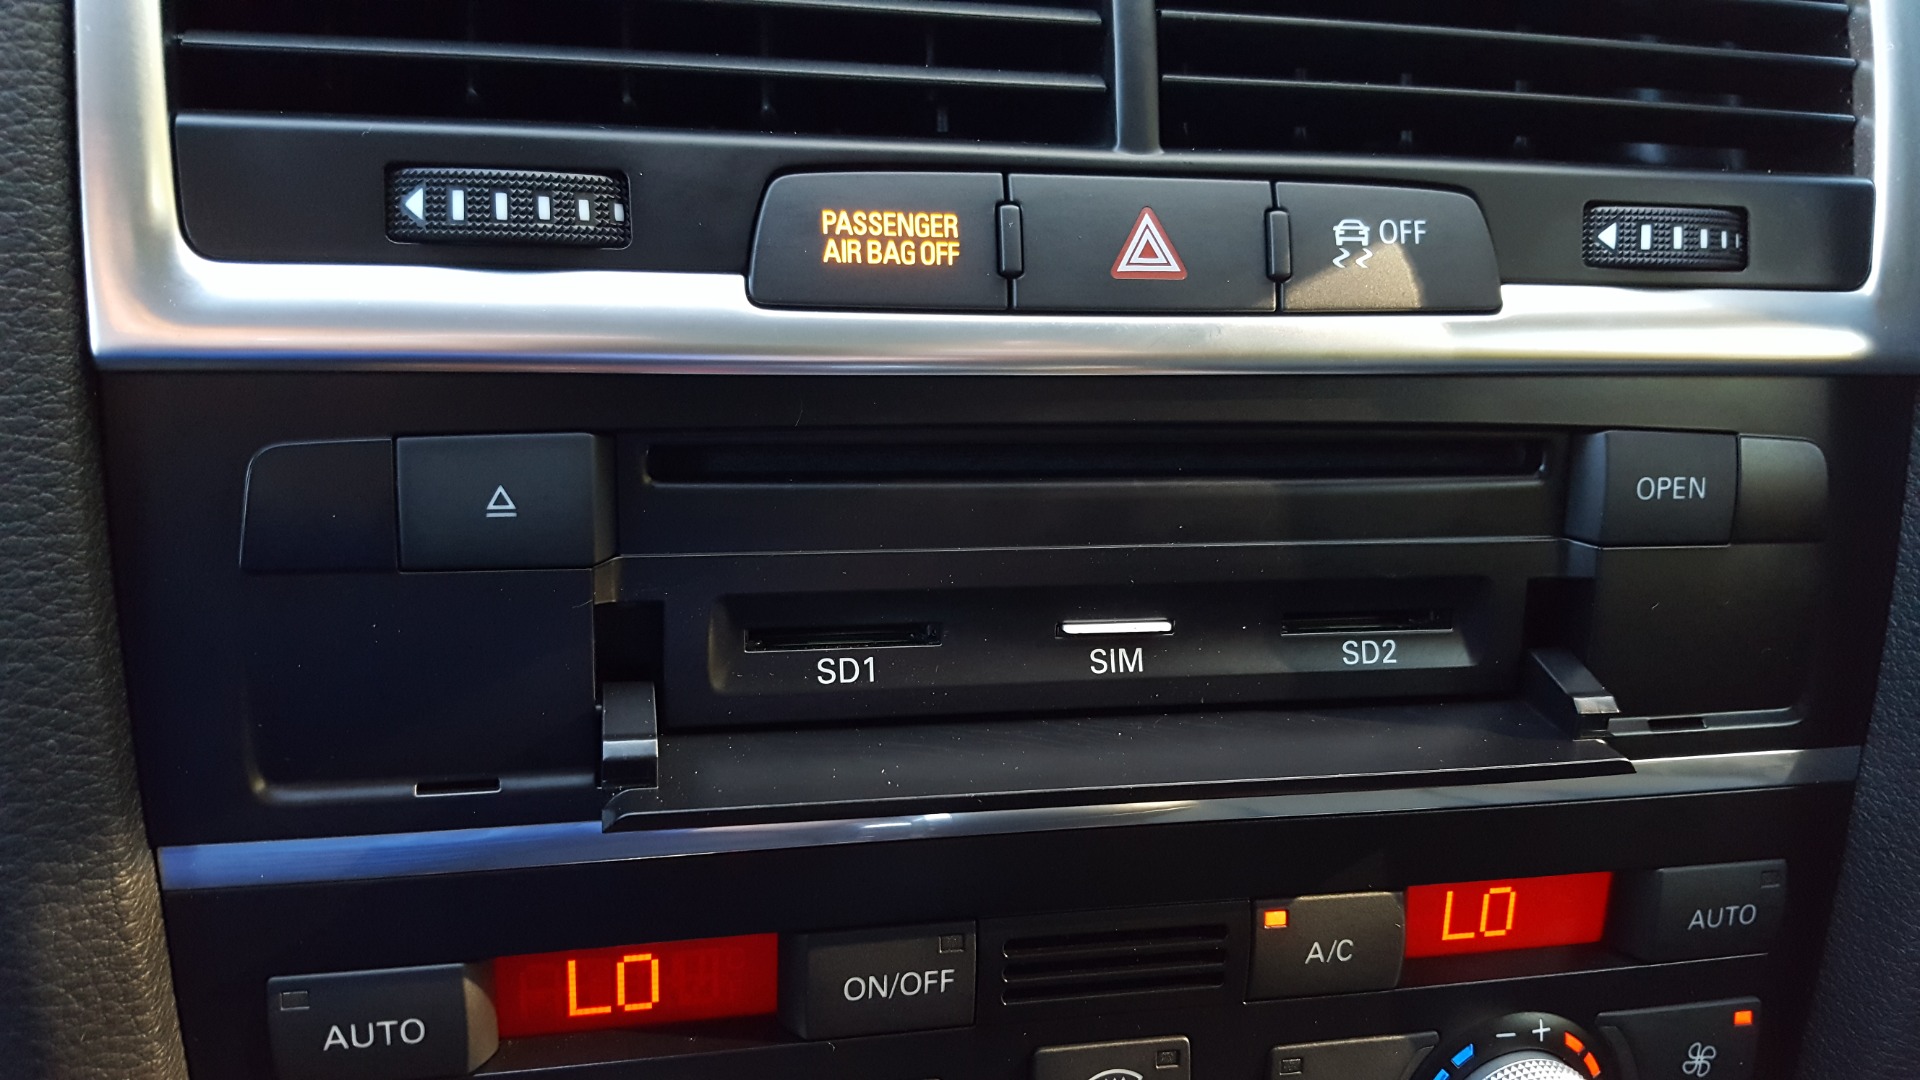 PASSENGER
AIR BAG OFF
OFF
OPEN
SD1
SIM
SD2
LO
A/C
LO
AUTO
AUTO
ON/OFF
- +